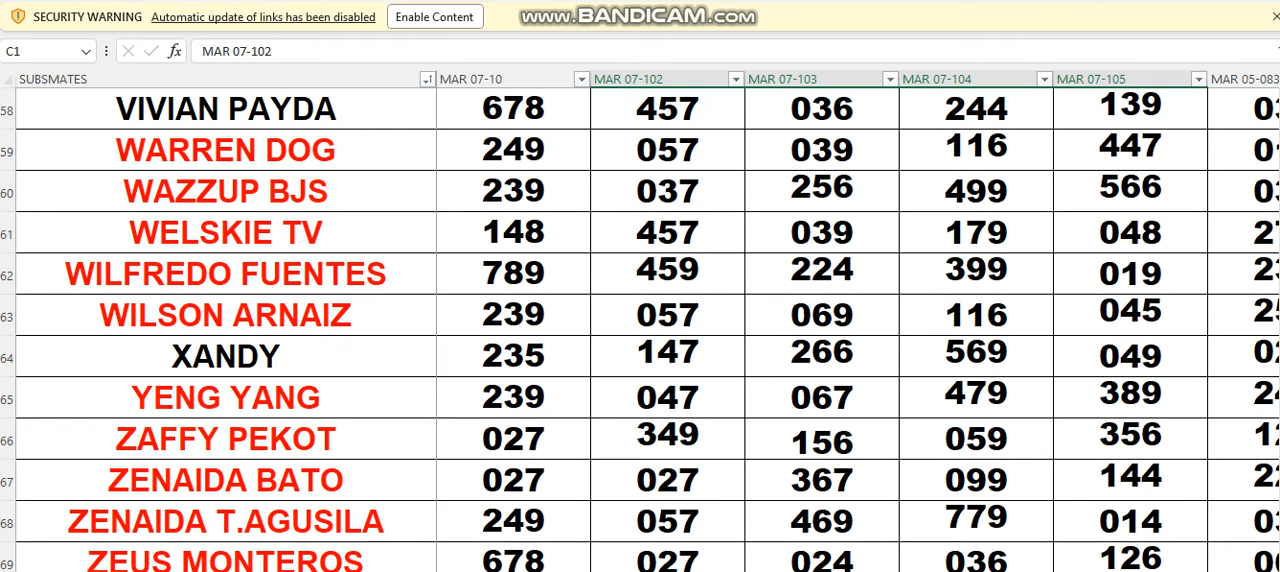 SECURITY WARNING Automatic update of links has been disabled Enable Content
www.BANDICAM.com
C1 fx MAR 07-102
SUBSMATES MAR 07-10 MAR 07-102 MAR 07-103 MAR 07-104 MAR 07-105 MAR 05-083
58 VIVIAN PAYDA 678 457 036 244 139
59 WARREN DOG 249 057 039 116 447
60 WAZZUP BJS 239 037 256 499 566
61 WELSKIE TV 148 457 039 179 048
62 WILFREDO FUENTES 789 459 224 399 019
63 WILSON ARNAIZ 239 057 069 116 045
64 XANDY 235 147 266 569 049
65 YENG YANG 239 047 067 479 389
66 ZAFFY PEKOT 027 349 156 059 356
67 ZENAIDA BATO 027 027 367 099 144
68 ZENAIDA T.AGUSILA 249 057 469 779 014
69 ZEUS MONTEROS 678 027 024 036 126